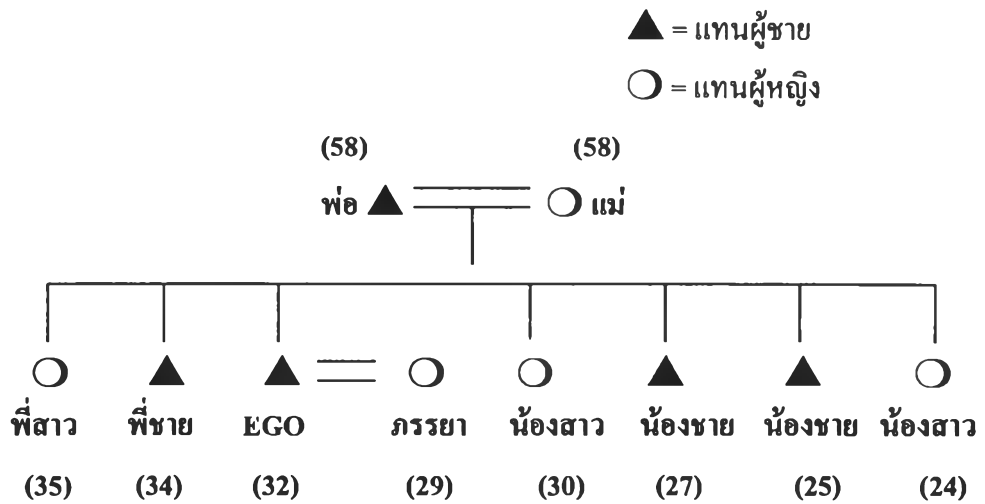 = แทนผู้ชาย
= แทนผู้หญิง
(58) (58)
พ่อ แม่
พี่สาว พี่ชาย EGO ภรรยา น้องสาว น้องชาย น้องชาย น้องสาว
(35) (34) (32) (29) (30) (27) (25) (24)